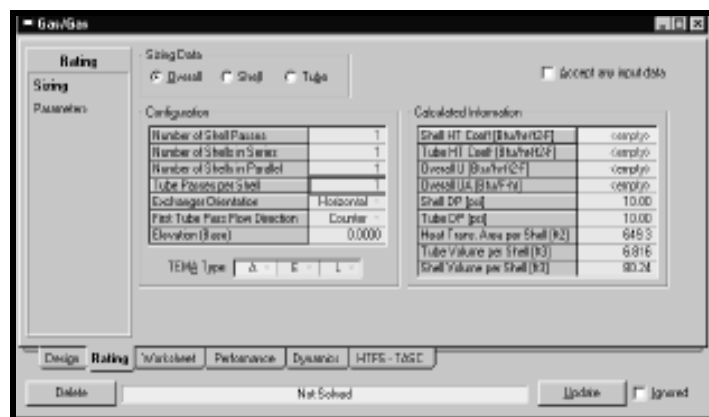 Gas/Gas
Rating
Sizing
Parameters
Sizing Data
Overall Shell Tube
Accept any input data
Configuration
Number of Shell Passes 1
Number of Shells in Series 1
Number of Shells in Parallel 1
Tube Passes per Shell 1
Exchanger Orientation Horizontal
First Tube Pass Flow Direction Counter
Elevation (Base) 0.0000
TEMA Type A E L
Calculated Information
Shell HT Coeff [Btu/hr-ft2-F] <empty>
Tube HT Coeff [Btu/hr-ft2-F] <empty>
Overall U [Btu/hr-ft2-F] <empty>
Overall UA [Btu/F-hr] <empty>
Shell DP [psi] 10.00
Tube DP [psi] 10.00
Heat Trans. Area per Shell [ft2] 649.3
Tube Volume per Shell [ft3] 6.816
Shell Volume per Shell [ft3] 80.24
Design Rating Worksheet Performance Dynamics HTFS - TASC
Delete Not Solved Update Ignored